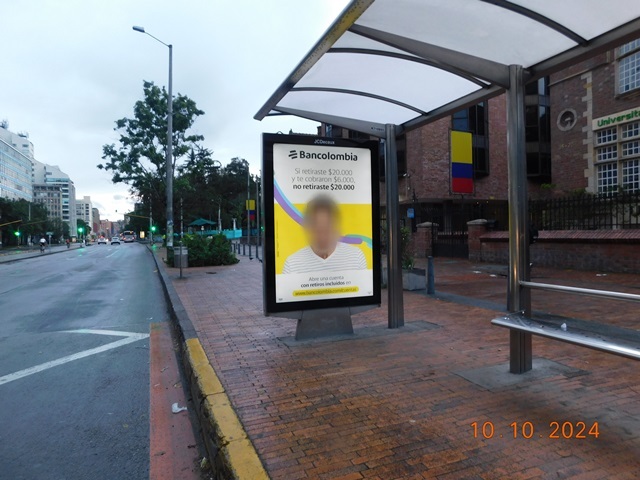 JCDecaux
Bancolombia
Si retiraste $20.000
y te cobraron $6.000,
no retiraste $20.000
Abre una cuenta
con retiros incluidos en
Universit
10 10 2024